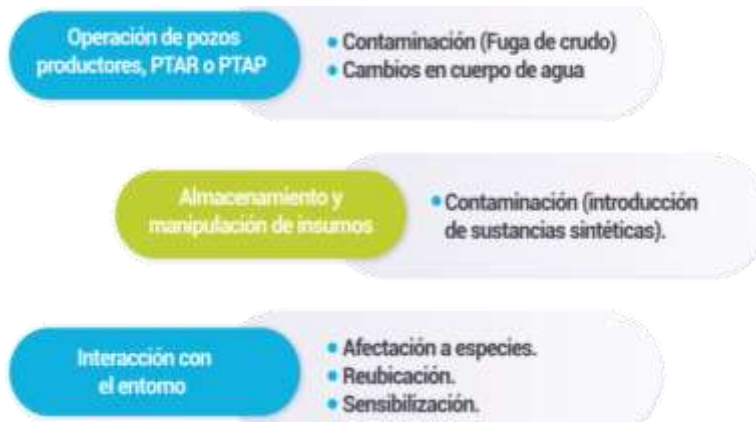 Operación de pozos
productores, PTAR o PTAP
• Contaminación (Fuga de crudo)
• Cambios en cuerpo de agua
Almacenamiento y
manipulación de insumos
• Contaminación (introducción
de sustancias sintéticas).
Interacción con
el entorno
• Afectación a especies.
• Reubicación.
• Sensibilización.